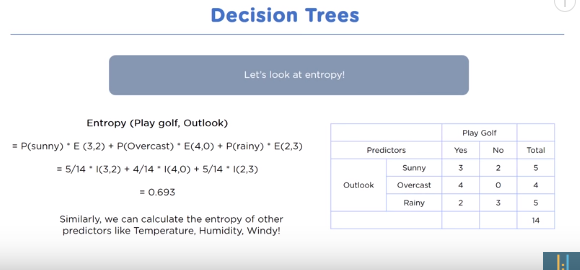 Decision Trees
Let's look at entropy!
Entropy (Play golf, Outlook)
= P(sunny) * E (3,2) + P(Overcast) * E(4,0) + P(rainy) * E(2,3)
= 5/14 * I(3,2) + 4/14 * I(4,0) + 5/14 * I(2,3)
= 0.693
Similarly, we can calculate the entropy of other
predictors like Temperature, Humidity, Windy!
Play Golf
Predictors Yes No Total
Sunny 3 2 5
Outlook Overcast 4 0 4
Rainy 2 3 5
14